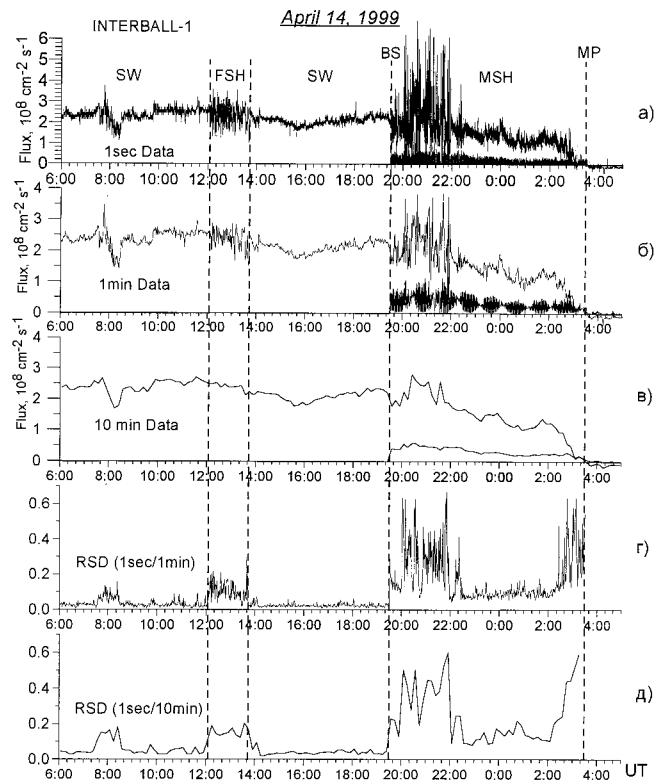 April 14, 1999
INTERBALL-1
BS
MP
SW
FSH
SW
MSH
Flux, 10⁸ cm⁻² s⁻¹
6
5
4
3
2
1
0
1sec Data
а)
6:00 8:00 10:00 12:00 14:00 16:00 18:00 20:00 22:00 0:00 2:00 4:00
Flux, 10⁸ cm⁻² s⁻¹
4
3
2
1
0
1min Data
б)
6:00 8:00 10:00 12:00 14:00 16:00 18:00 20:00 22:00 0:00 2:00 4:00
Flux, 10⁸ cm⁻² s⁻¹
4
3
2
1
0
10 min Data
в)
6:00 8:00 10:00 12:00 14:00 16:00 18:00 20:00 22:00 0:00 2:00 4:00
0.6
0.4
0.2
0.0
RSD (1sec/1min)
г)
6:00 8:00 10:00 12:00 14:00 16:00 18:00 20:00 22:00 0:00 2:00 4:00
0.6
0.4
0.2
0.0
RSD (1sec/10min)
д)
6:00 8:00 10:00 12:00 14:00 16:00 18:00 20:00 22:00 0:00 2:00 4:00 UT